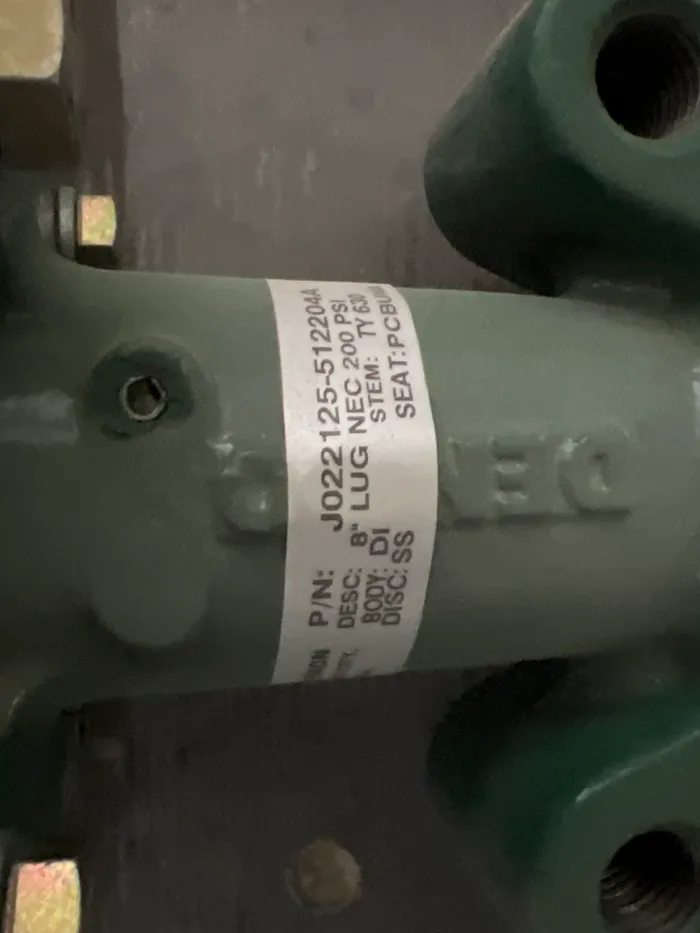 P/N: J022125-512204A
DESC: 8" LUG NEC 200 PSI
BODY: DI STEM: TY 630
DISC: SS SEAT: